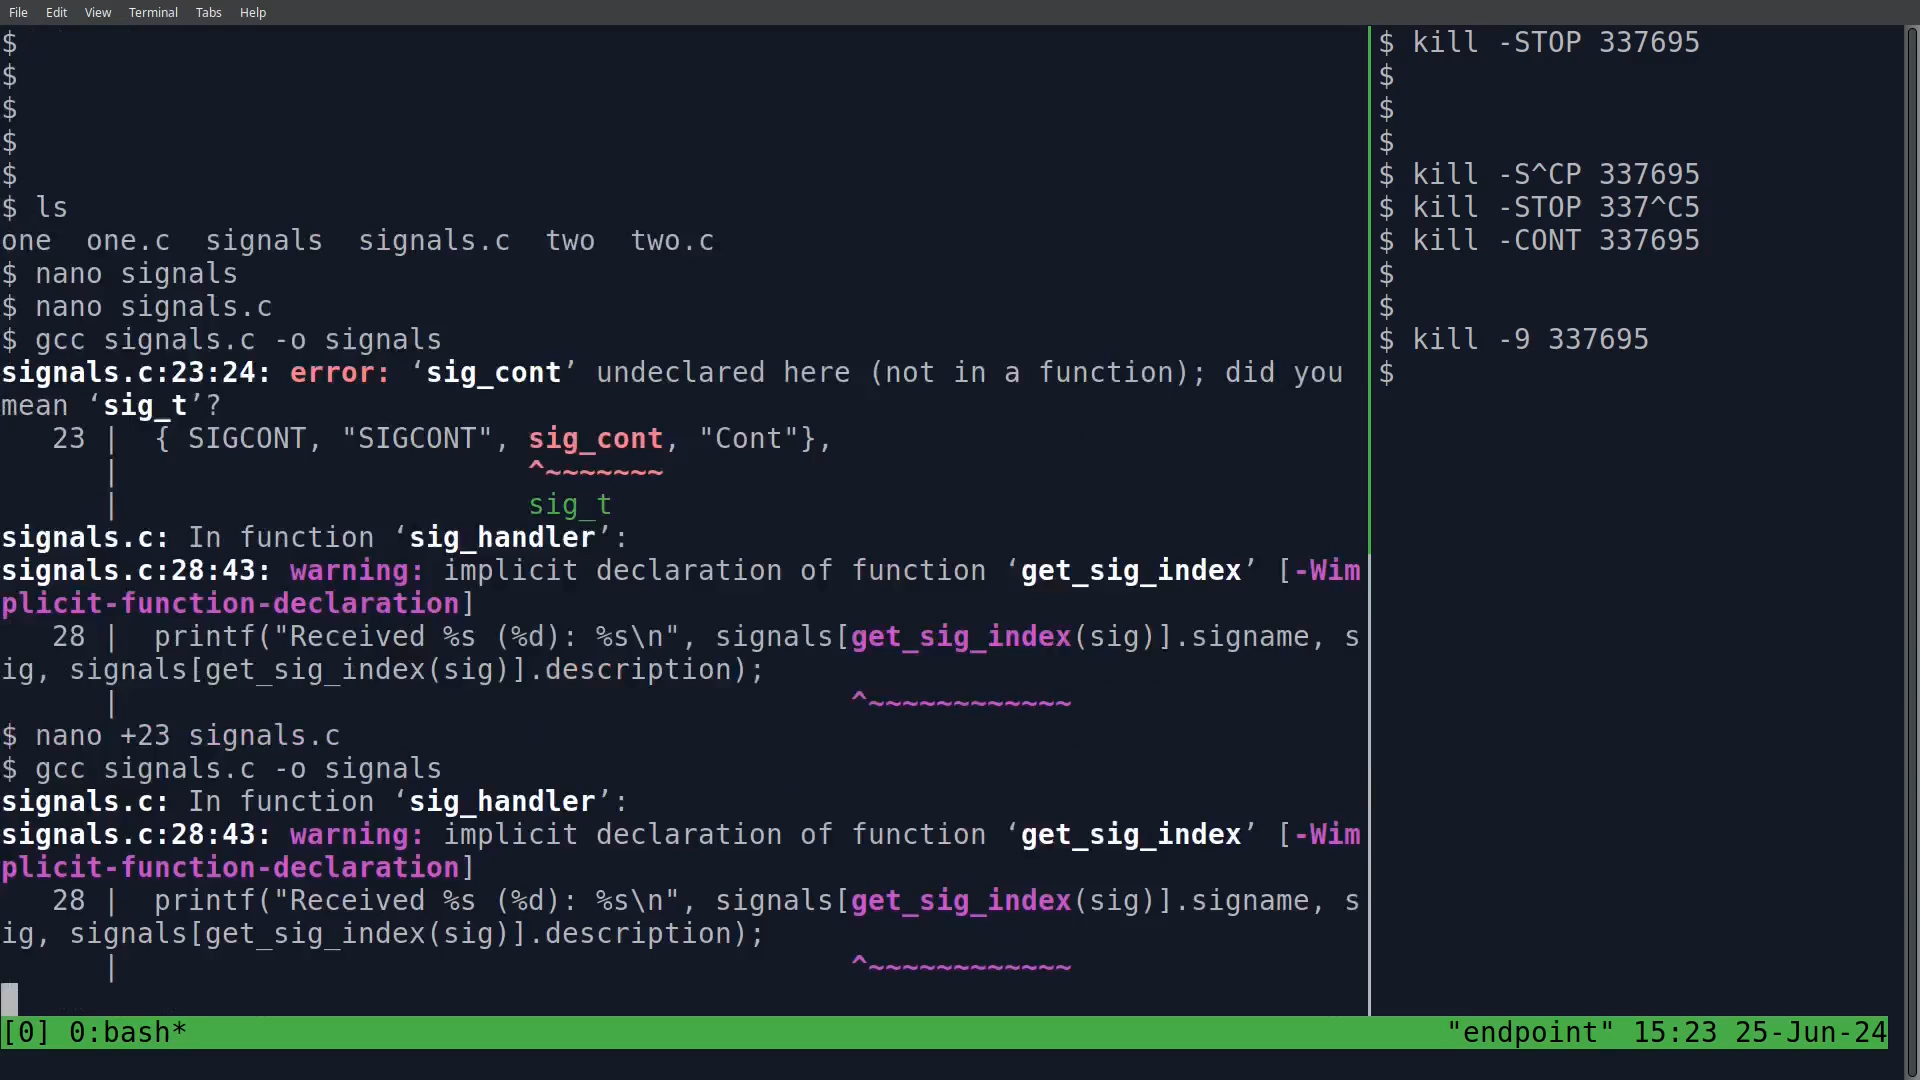 File Edit View Terminal Tabs Help
$
$
$
$
$
$ ls
one  one.c  signals  signals.c  two  two.c
$ nano signals
$ nano signals.c
$ gcc signals.c -o signals
signals.c:23:24: error: ‘sig_cont’ undeclared here (not in a function); did you
mean ‘sig_t’?
   23 |  { SIGCONT, "SIGCONT", sig_cont, "Cont"},
      |                        ^~~~~~~~
      |                        sig_t
signals.c: In function ‘sig_handler’:
signals.c:28:43: warning: implicit declaration of function ‘get_sig_index’ [-Wim
plicit-function-declaration]
   28 |  printf("Received %s (%d): %s\n", signals[get_sig_index(sig)].signame, s
ig, signals[get_sig_index(sig)].description);
      |                                           ^~~~~~~~~~~~~
$ nano +23 signals.c
$ gcc signals.c -o signals
signals.c: In function ‘sig_handler’:
signals.c:28:43: warning: implicit declaration of function ‘get_sig_index’ [-Wim
plicit-function-declaration]
   28 |  printf("Received %s (%d): %s\n", signals[get_sig_index(sig)].signame, s
ig, signals[get_sig_index(sig)].description);
      |                                           ^~~~~~~~~~~~~
$ kill -STOP 337695
$
$
$
$ kill -S^CP 337695
$ kill -STOP 337^C5
$ kill -CONT 337695
$
$
$ kill -9 337695
$
[0] 0:bash* "endpoint" 15:23 25-Jun-24